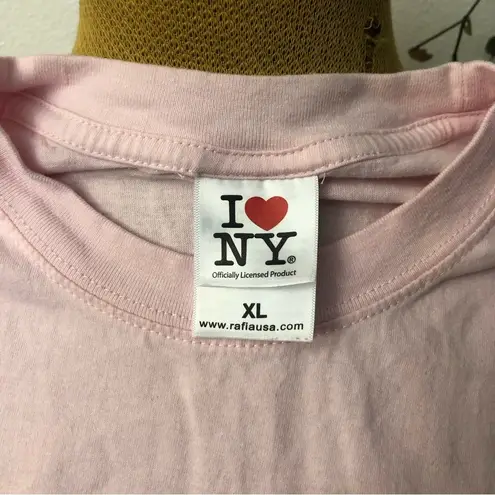 I ❤ NY®
Officially Licensed Product
XL
www.rafiausa.com